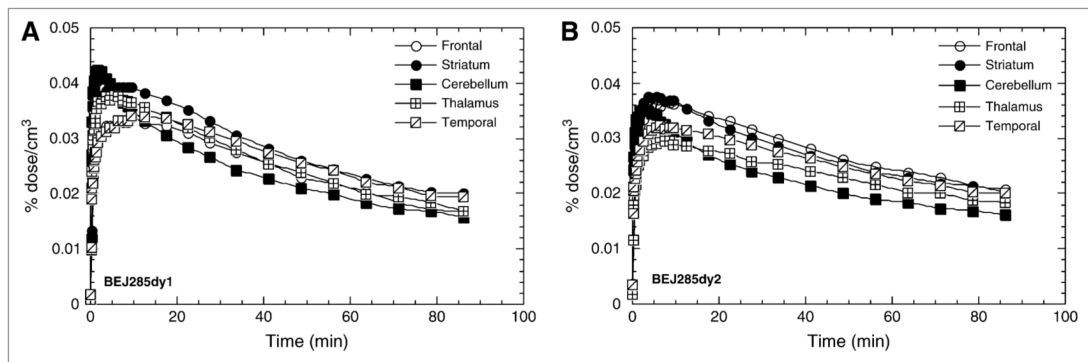 A
0.05
0.04
0.03
0.02
0.01
0
% dose/cm³
Frontal
Striatum
Cerebellum
Thalamus
Temporal
BEJ285dy1
0 20 40 60 80 100
Time (min)
B
0.05
0.04
0.03
0.02
0.01
0
% dose/cm³
Frontal
Striatum
Cerebellum
Thalamus
Temporal
BEJ285dy2
0 20 40 60 80 100
Time (min)